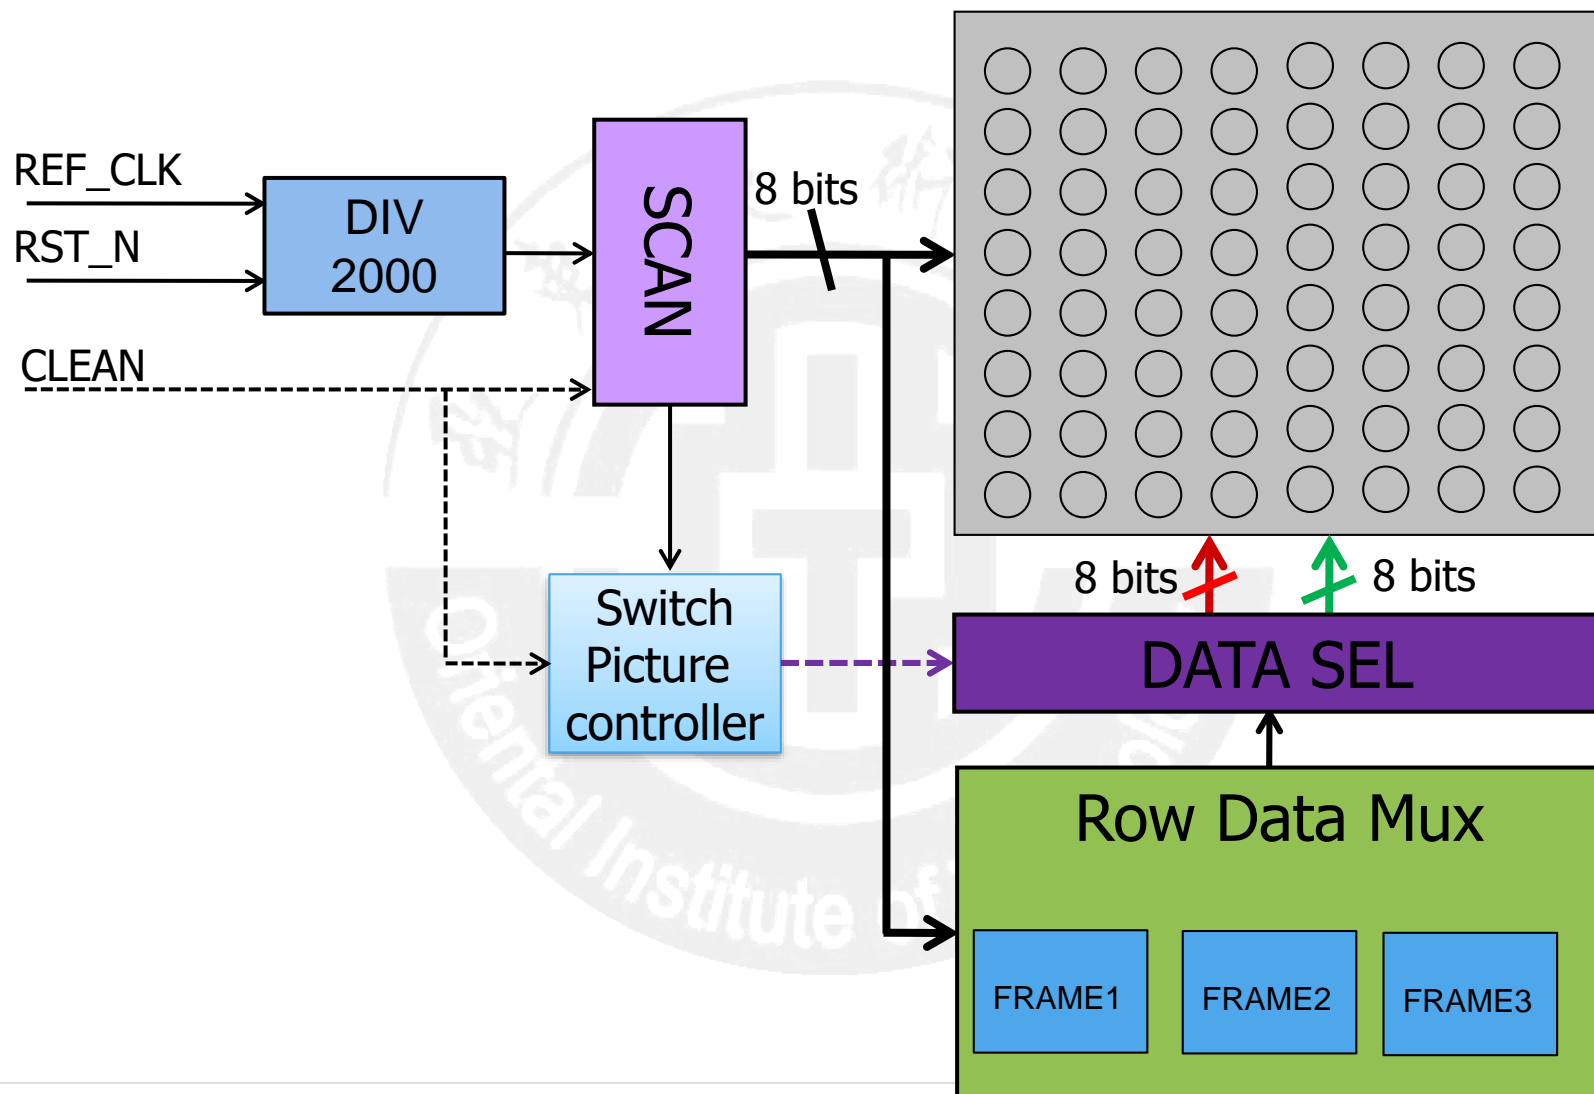 REF_CLK
RST_N
CLEAN
DIV
2000
SCAN
8 bits
Switch
Picture
controller
8 bits
8 bits
DATA SEL
Row Data Mux
FRAME1
FRAME2
FRAME3
Oriental Institute of